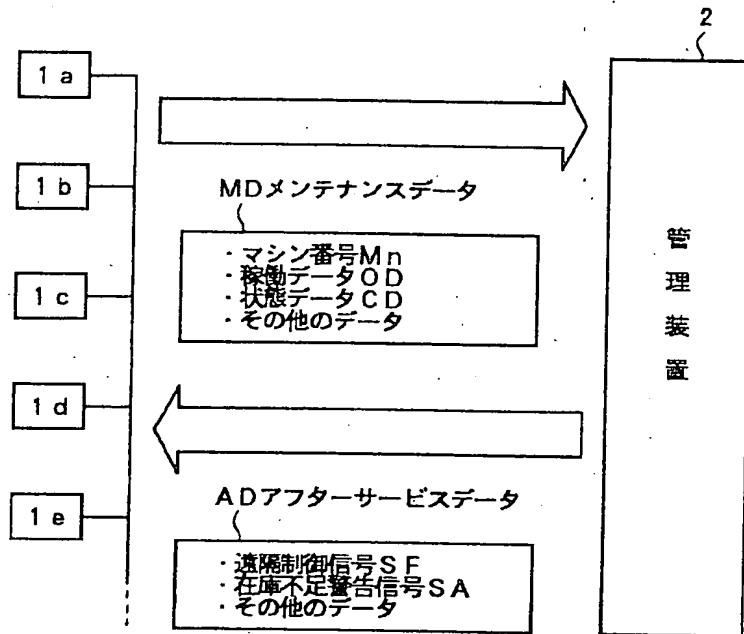 2
1a
1b
MDメンテナンスデータ
・マシン番号Mn
・稼働データOD
・状態データCD
・その他のデータ
1c
管理装置
1d
ADアフターサービスデータ
1e
・遠隔制御信号SF
・在庫不足警告信号SA
・その他のデータ